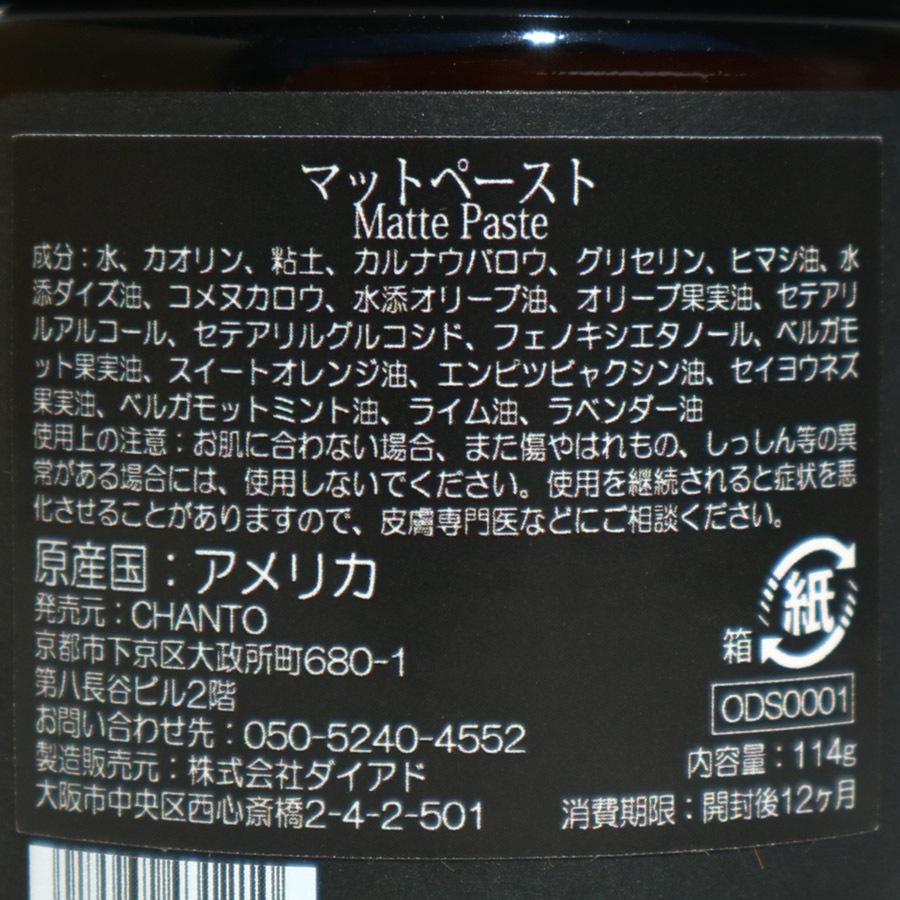 マットペースト
Matte Paste
成分：水、カオリン、粘土、カルナウバロウ、グリセリン、ヒマシ油、水
添ダイズ油、コメヌカロウ、水添オリーブ油、オリーブ果実油、セテアリ
ルアルコール、セテアリルグルコシド、フェノキシエタノール、ベルガモ
ット果実油、スイートオレンジ油、エンピツビャクシン油、セイヨウネズ
果実油、ベルガモットミント油、ライム油、ラベンダー油
使用上の注意：お肌に合わない場合、また傷やはれもの、しっしん等の異
常がある場合には、使用しないでください。使用を継続されると症状を悪
化させることがありますので、皮膚専門医などにご相談ください。
原産国：アメリカ
発売元：CHANTO
京都市下京区大政所町680-1
第八長谷ビル2階
お問い合わせ先：050-5240-4552
製造販売元：株式会社ダイアド
大阪市中央区西心斎橋2-4-2-501
紙
箱
ODS0001
内容量：114g
消費期限：開封後12ヶ月